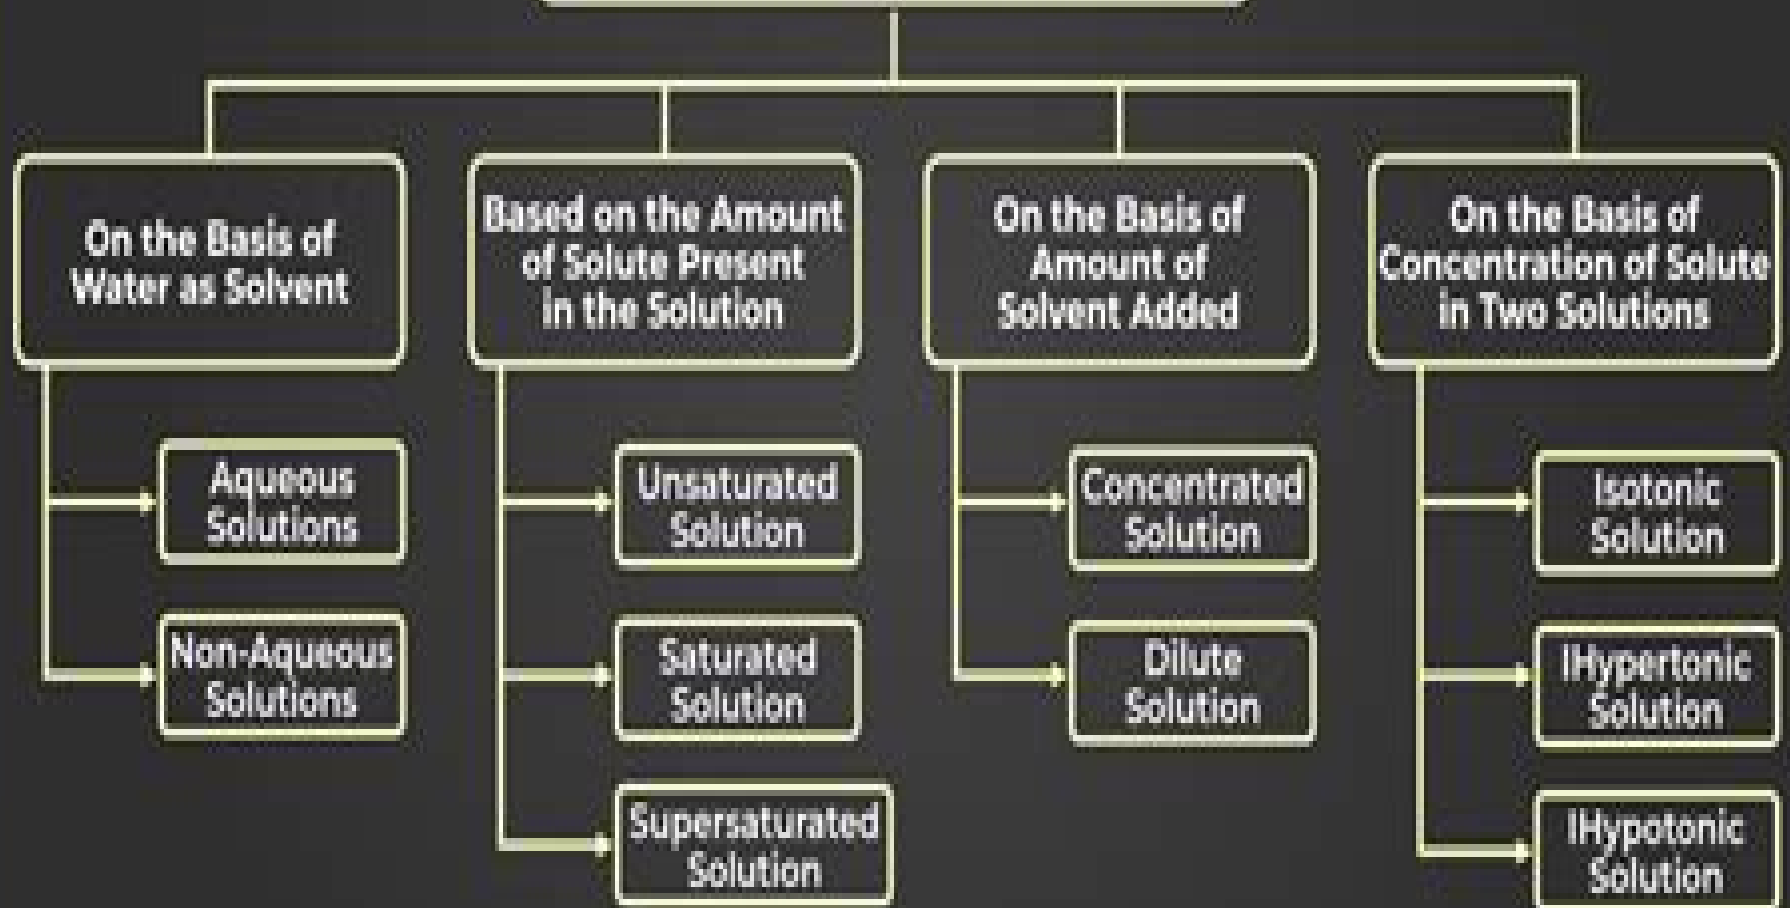 On the Basis of
Water as Solvent
Aqueous
Solutions
Non-Aqueous
Solutions
Based on the Amount
of Solute Present
in the Solution
Unsaturated
Solution
Saturated
Solution
Supersaturated
Solution
On the Basis of
Amount of
Solvent Added
Concentrated
Solution
Dilute
Solution
On the Basis of
Concentration of Solute
in Two Solutions
Isotonic
Solution
IHypertonic
Solution
IHypotonic
Solution